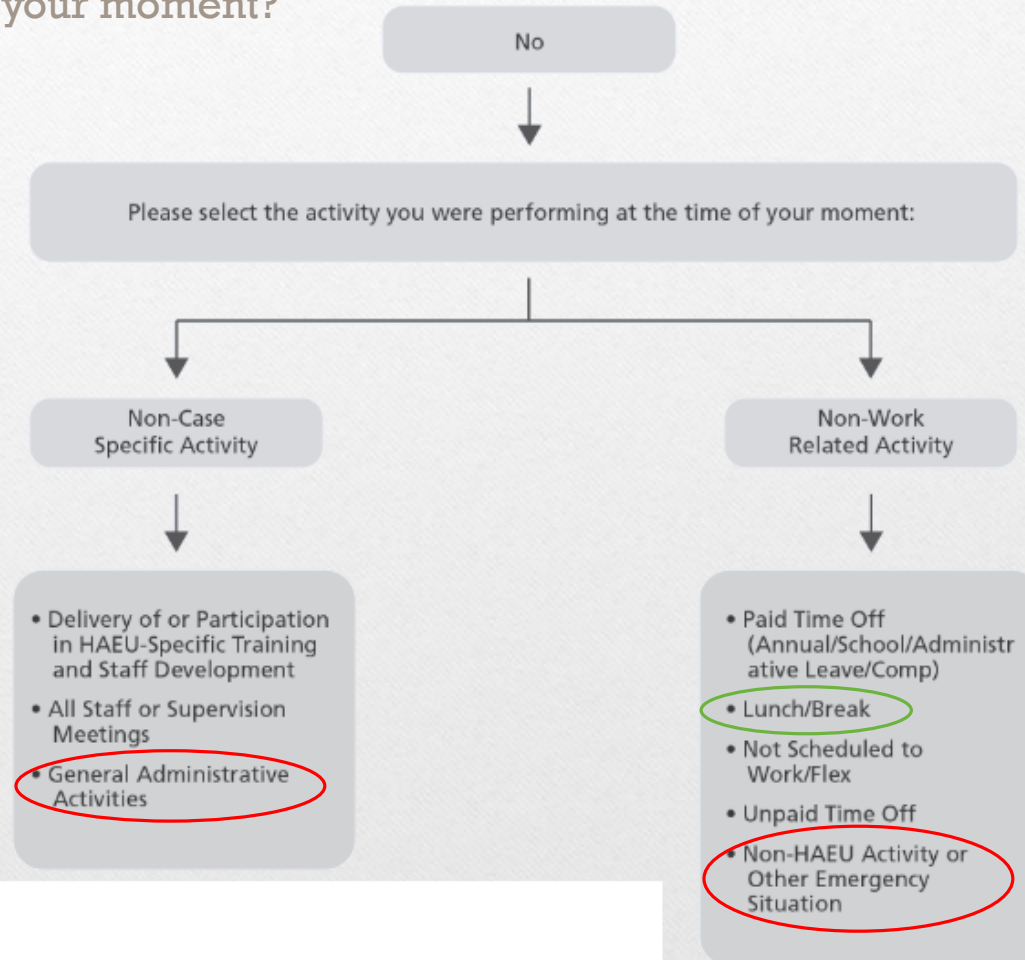 your moment?
No
Please select the activity you were performing at the time of your moment:
Non-Case
Specific Activity
Non-Work
Related Activity
• Delivery of or Participation
in HAEU-Specific Training
and Staff Development
• All Staff or Supervision
Meetings
• General Administrative
Activities
• Paid Time Off
(Annual/School/Administr
ative Leave/Comp)
• Lunch/Break
• Not Scheduled to
Work/Flex
• Unpaid Time Off
• Non-HAEU Activity or
Other Emergency
Situation